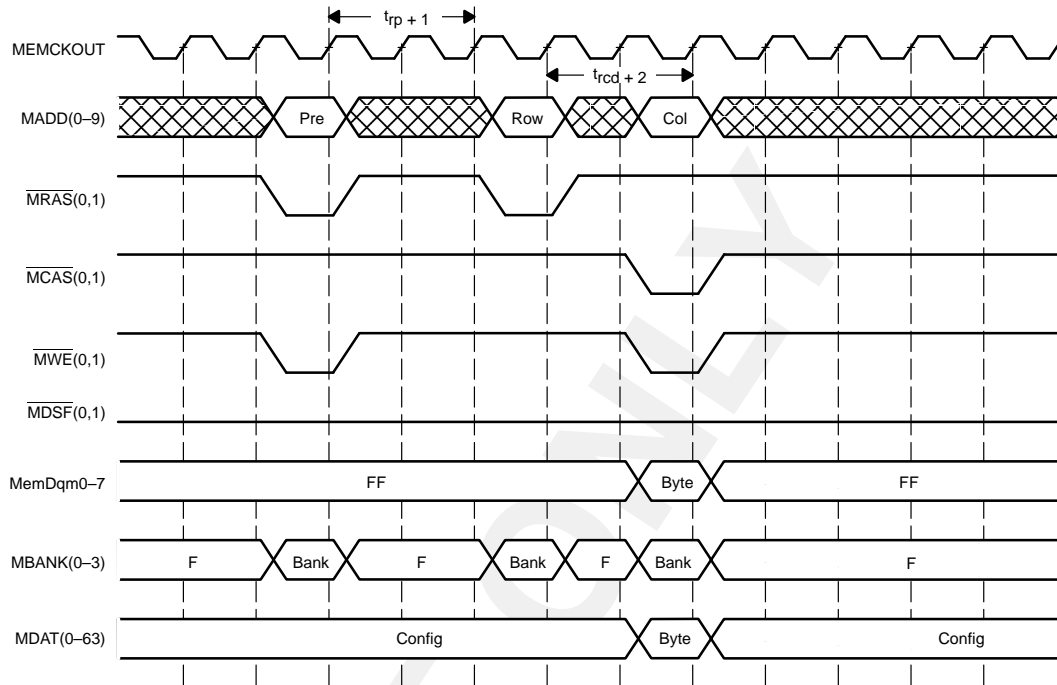 t_rp + 1
MEMCKOUT
t_rcd + 2
MADD(0–9) Pre Row Col
MRAS(0,1)
MCAS(0,1)
MWE(0,1)
MDSF(0,1)
MemDqm0–7 FF Byte FF
MBANK(0–3) F Bank F Bank F Bank F
MDAT(0–63) Config Byte Config
ONLY